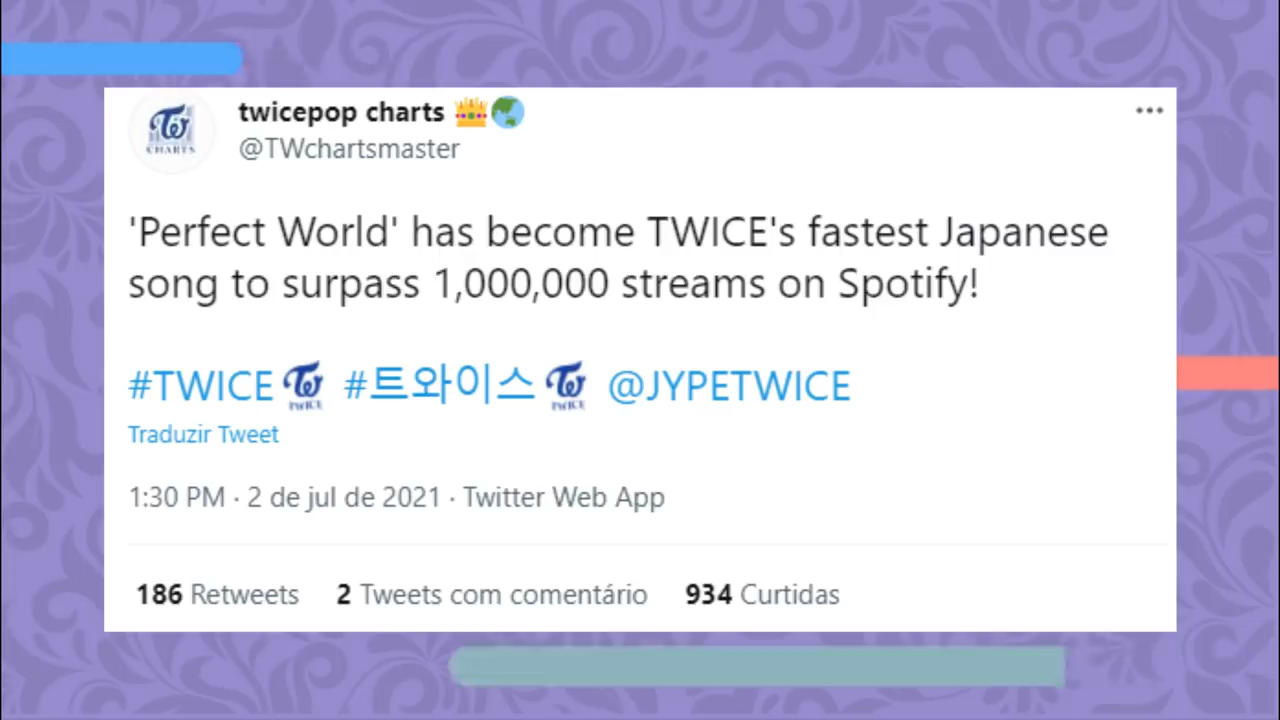 twicepop charts 👑🌏
@TWchartsmaster
CHARTS
'Perfect World' has become TWICE's fastest Japanese
song to surpass 1,000,000 streams on Spotify!
#TWICE #트와이스 @JYPETWICE
Traduzir Tweet
1:30 PM · 2 de jul de 2021 · Twitter Web App
186 Retweets 2 Tweets com comentário 934 Curtidas